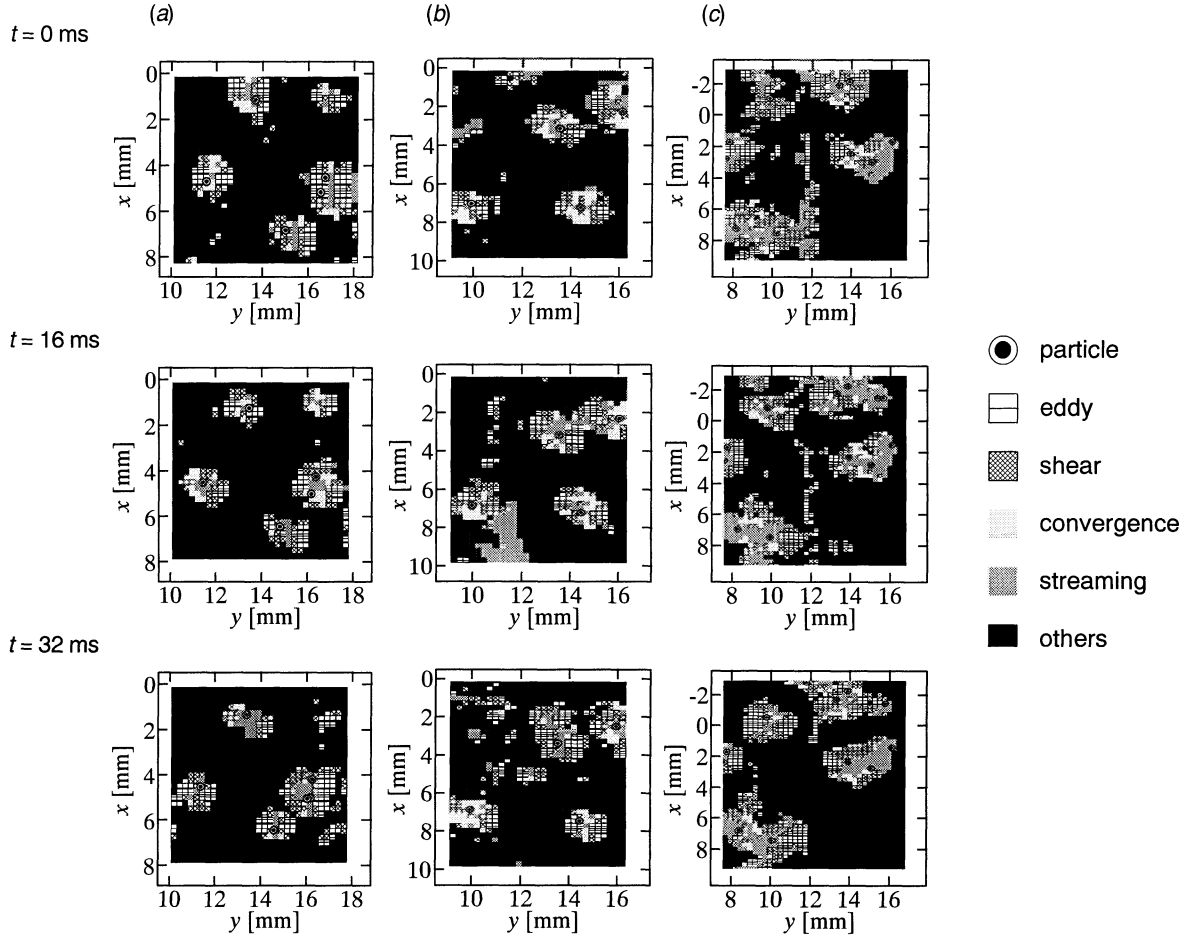 (a) (b) (c)
t = 0 ms
0 2 4 6 8
x [mm]
10 12 14 16 18
y [mm]
0 2 4 6 8 10
x [mm]
10 12 14 16
y [mm]
-2 0 2 4 6 8
x [mm]
8 10 12 14 16
y [mm]
t = 16 ms
0 2 4 6 8
x [mm]
10 12 14 16 18
y [mm]
0 2 4 6 8 10
x [mm]
10 12 14 16
y [mm]
-2 0 2 4 6 8
x [mm]
8 10 12 14 16
y [mm]
t = 32 ms
0 2 4 6 8
x [mm]
10 12 14 16 18
y [mm]
0 2 4 6 8 10
x [mm]
10 12 14 16
y [mm]
-2 0 2 4 6 8
x [mm]
8 10 12 14 16
y [mm]
particle
eddy
shear
convergence
streaming
others